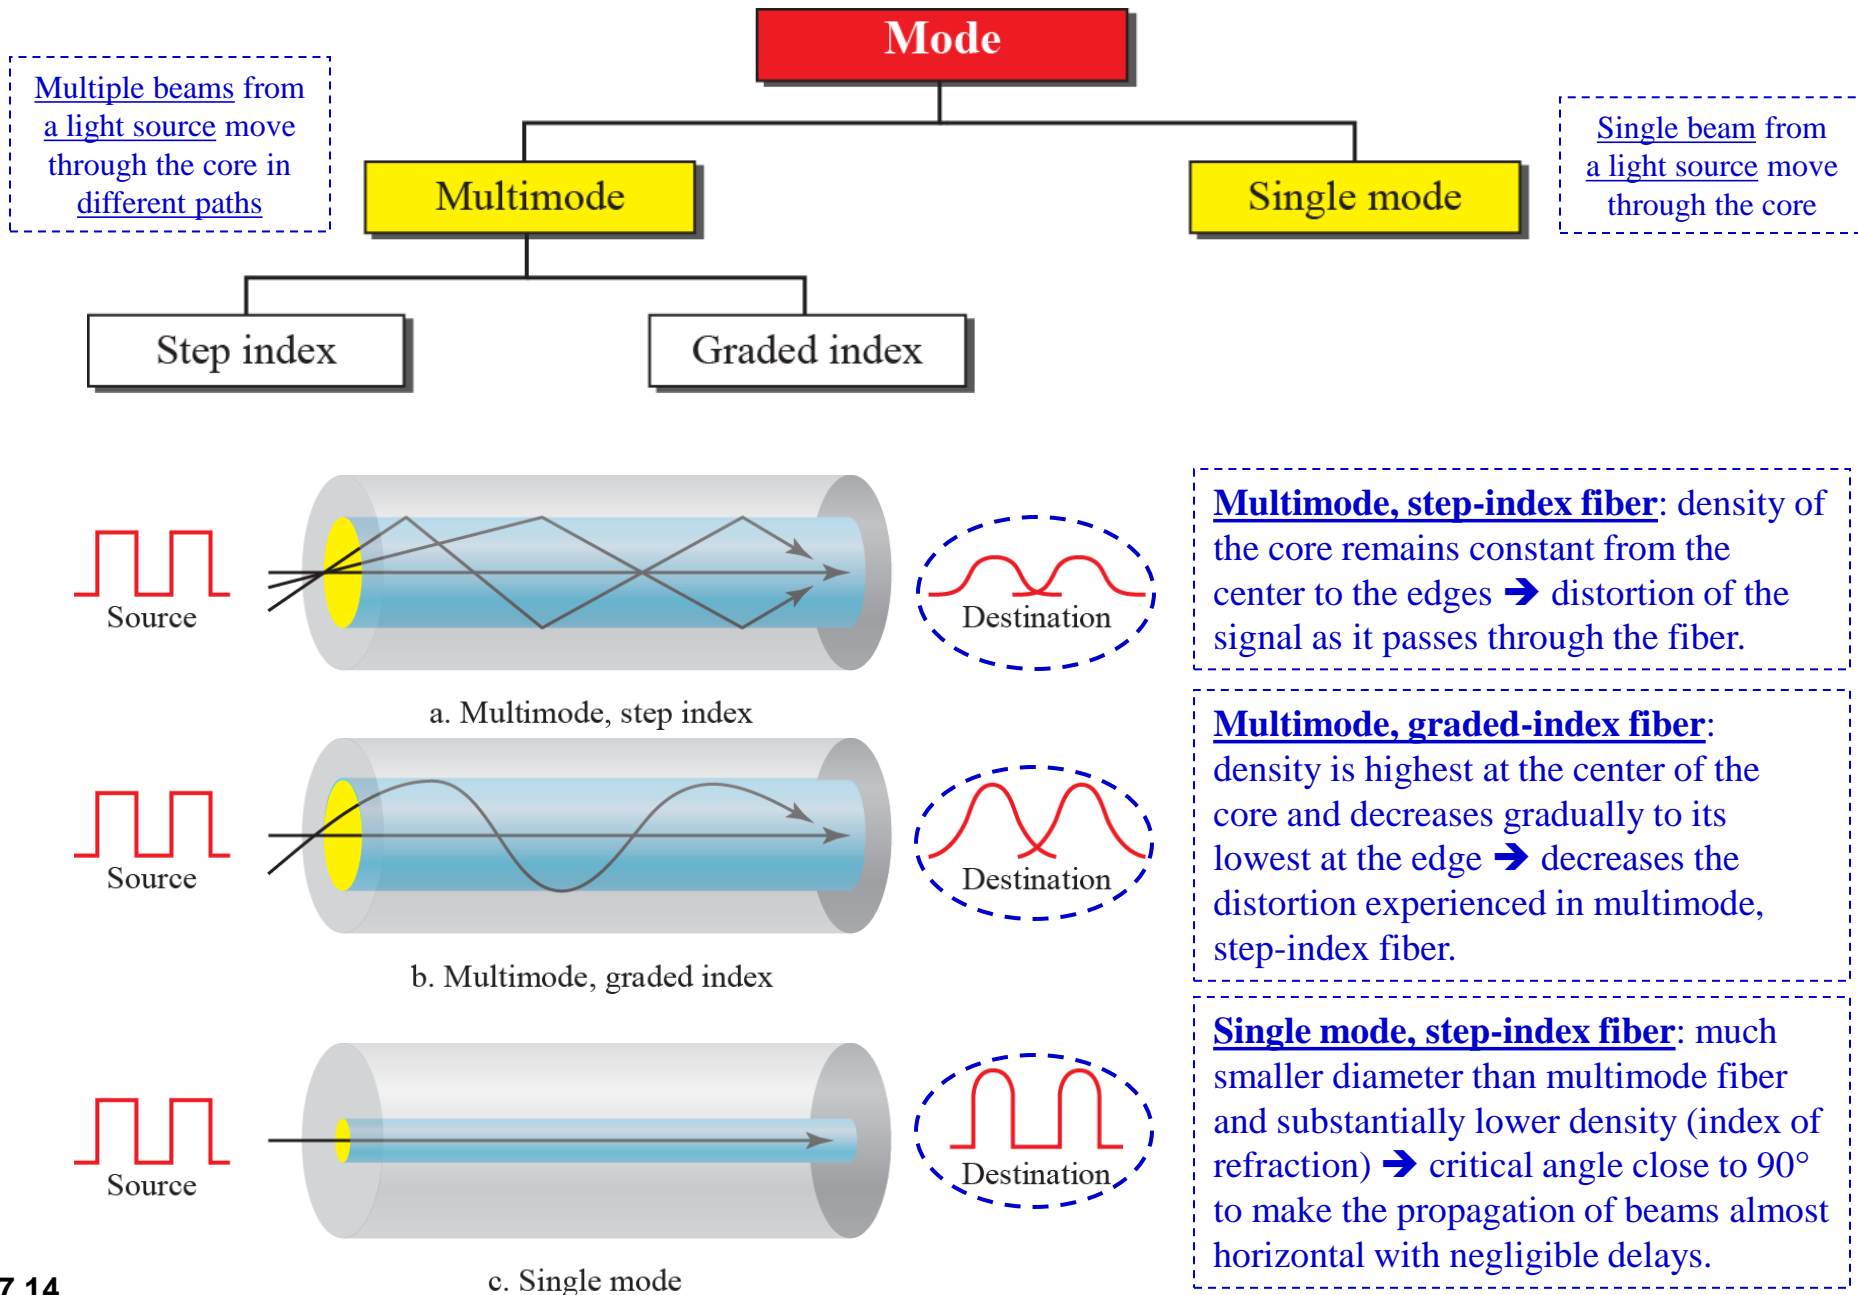 Mode
Multiple beams from
a light source move
through the core in
different paths
Single beam from
a light source move
through the core
Multimode
Single mode
Step index
Graded index
Source
Destination
a. Multimode, step index
Multimode, step-index fiber: density of
the core remains constant from the
center to the edges ➔ distortion of the
signal as it passes through the fiber.
Source
Destination
b. Multimode, graded index
Multimode, graded-index fiber:
density is highest at the center of the
core and decreases gradually to its
lowest at the edge ➔ decreases the
distortion experienced in multimode,
step-index fiber.
Source
Destination
c. Single mode
Single mode, step-index fiber: much
smaller diameter than multimode fiber
and substantially lower density (index of
refraction) ➔ critical angle close to 90°
to make the propagation of beams almost
horizontal with negligible delays.
7.14